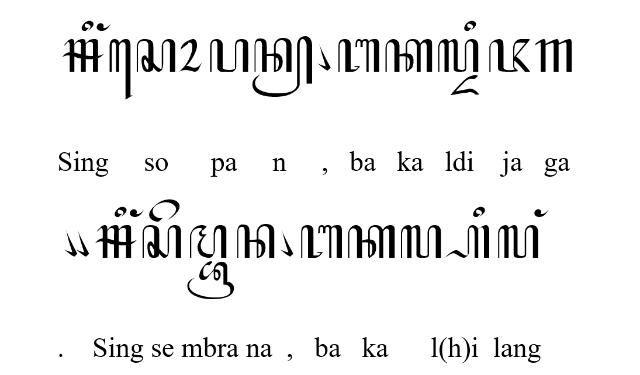 ꦯꦶꦁꦱꦺꦴꦥꦤ꧀꧈ꦧꦏꦭ꧀ꦢꦶꦗꦒ
Sing so pa n , ba ka ldi ja ga
꧉ꦯꦶꦁꦱꦼꦩ꧀ꦧꦿꦤ꧈ꦧꦏꦭ꧀ꦲꦶꦭꦁ
. Sing se mbra na , ba ka l(h)i lang